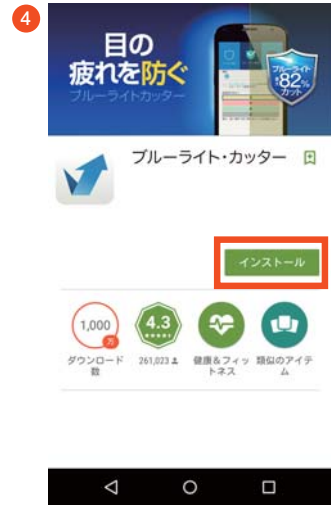 4
目の
疲れを防ぐ
ブルーライトカッター
ブルーライト
82%
カット
ブルーライト・カッター
インストール
1,000
万
4.3
ダウンロード
数
261,023
健康&フィッ
トネス
類似のアイテ
ム